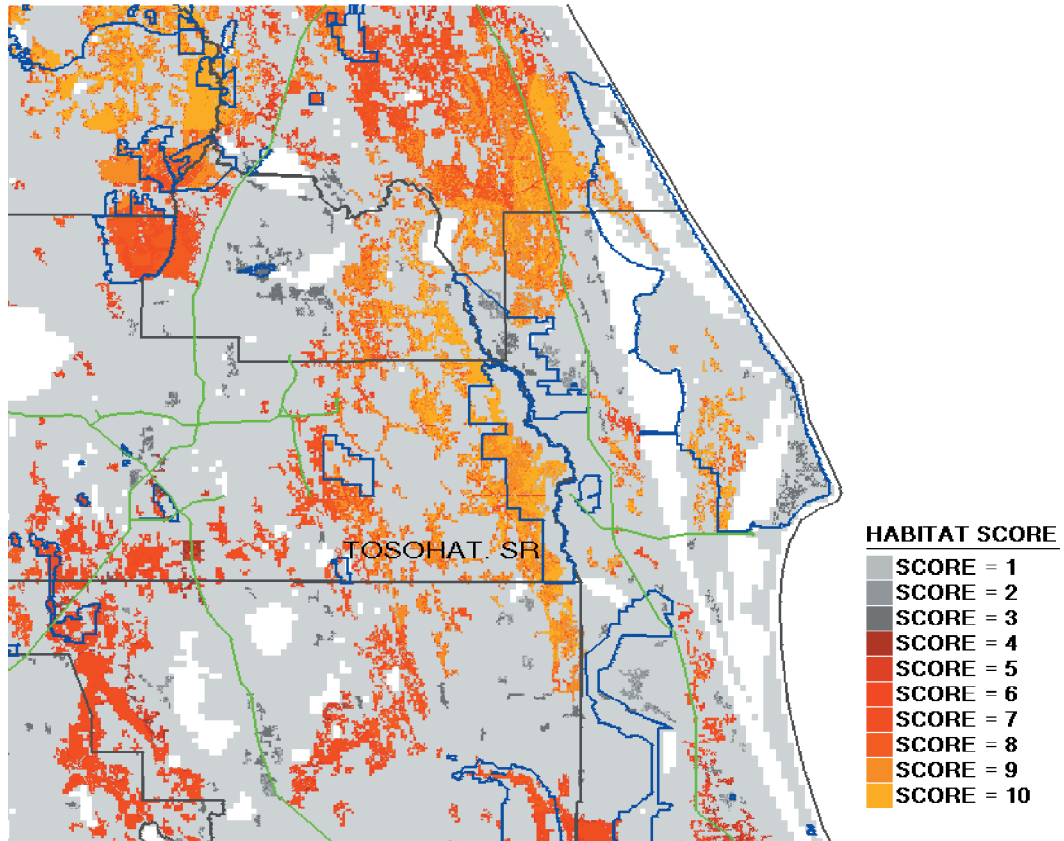 TOSOHAT. SR
HABITAT SCORE
SCORE = 1
SCORE = 2
SCORE = 3
SCORE = 4
SCORE = 5
SCORE = 6
SCORE = 7
SCORE = 8
SCORE = 9
SCORE = 10